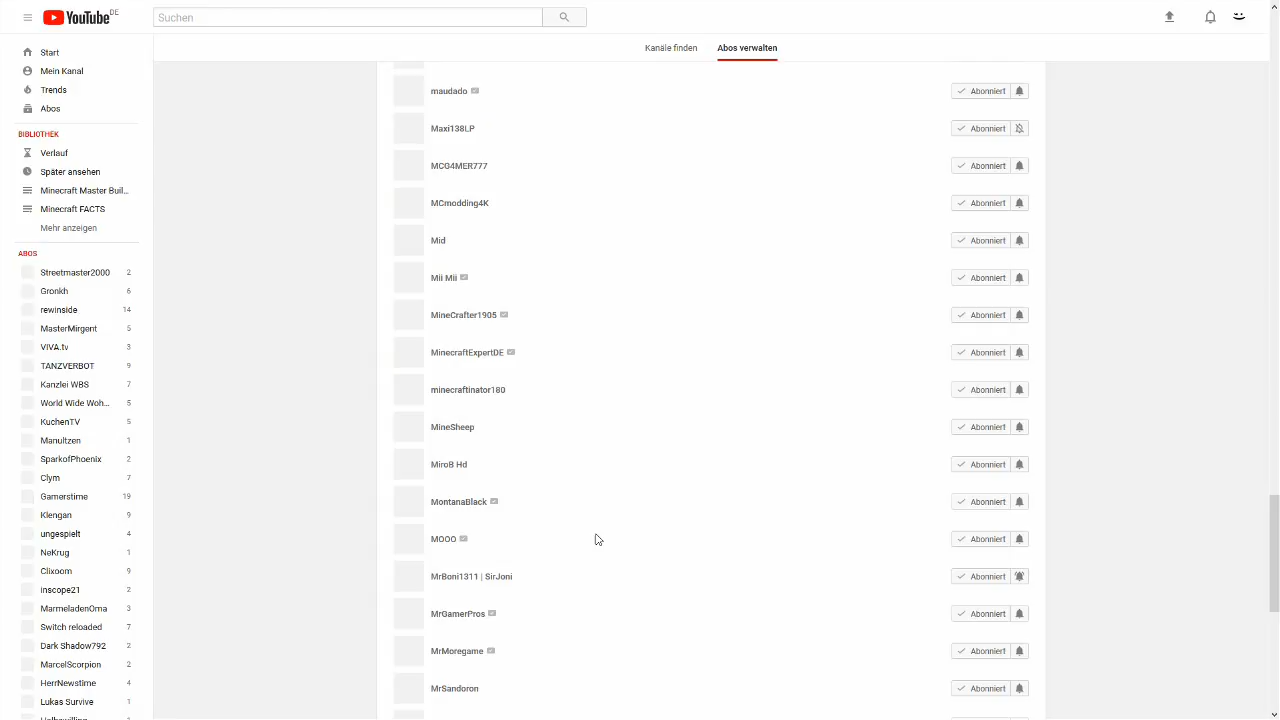 YouTube DE
Suchen
Kanäle finden
Abos verwalten
Start
Mein Kanal
Trends
Abos
BIBLIOTHEK
Verlauf
Später ansehen
Minecraft Master Buil...
Minecraft FACTS
Mehr anzeigen
ABOS
Streetmaster2000 2
Gronkh 6
rewinside 14
MasterMirgent 5
VIVA.tv 3
TANZVERBOT 9
Kanzlei WBS 7
World Wide Woh... 5
KuchenTV 5
Manultzen 1
SparkofPhoenix 2
Clym 7
Gamerstime 19
Klengan 9
ungespielt 4
NeKrug 1
Clixoom 9
inscope21 2
MarmeladenOma 3
Switch reloaded 7
Dark Shadow792 2
MarcelScorpion 2
HerrNewstime 4
Lukas Survive 1
maudado Abonniert
Maxi138LP Abonniert
MCG4MER777 Abonniert
MCmodding4K Abonniert
Mid Abonniert
Mii Mii Abonniert
MineCrafter1905 Abonniert
MinecraftExpertDE Abonniert
minecraftinator180 Abonniert
MineSheep Abonniert
MiroB Hd Abonniert
MontanaBlack Abonniert
MOOO Abonniert
MrBoni1311 | SirJoni Abonniert
MrGamerPros Abonniert
MrMoregame Abonniert
MrSandoron Abonniert